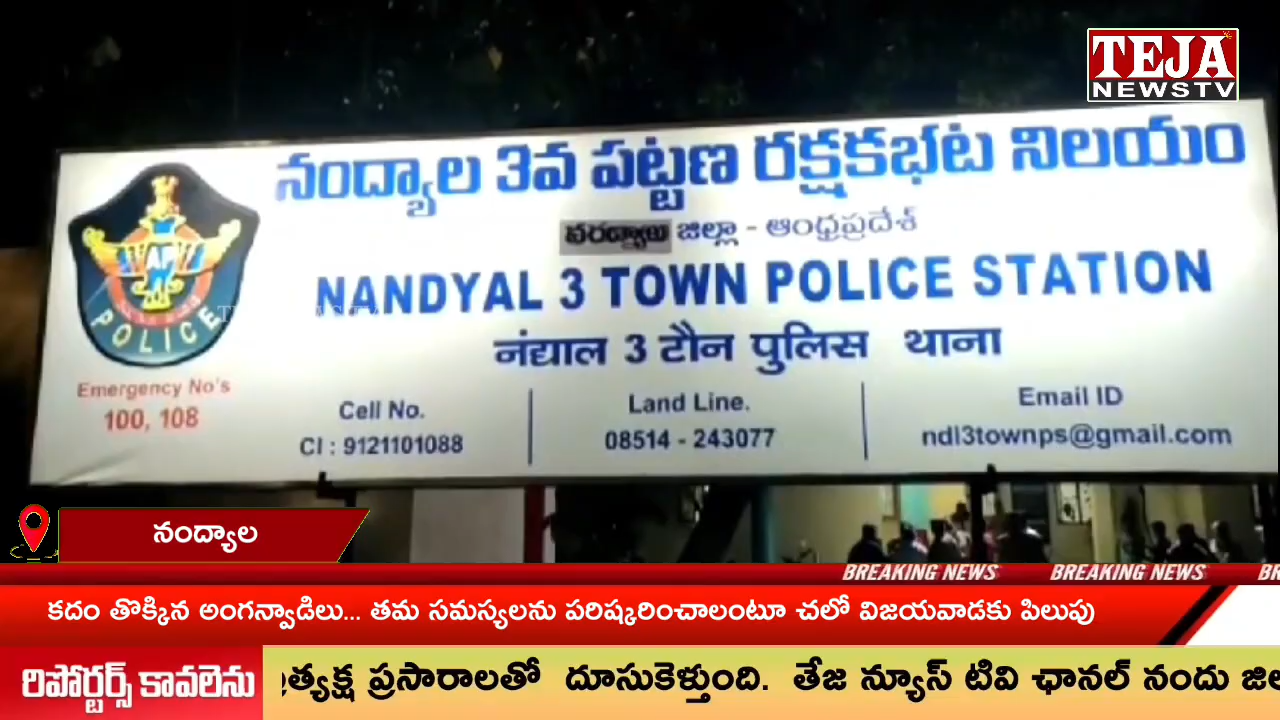 TEJA
NEWSTV
నంద్యాల 3వ పట్టణ రక్షకభట నిలయం
జిల్లా - ఆంధ్రప్రదేశ్
NANDYAL 3 TOWN POLICE STATION
नंद्याल 3 टौन पुलिस थाना
AP
POLICE
Emergency No's
100, 108
Cell No.
CI : 9121101088
Land Line.
08514 - 243077
Email ID
ndl3townps@gmail.com
నంద్యాల
BREAKING NEWS BREAKING NEWS
కదం తొక్కిన అంగన్వాడిలు... తమ సమస్యలను పరిష్కరించాలంటూ చలో విజయవాడకు పిలుపు
రిపోర్టర్స్ కావలెను
ప్రసారాలతో దూసుకెళ్తుంది. తేజ న్యూస్ టివి ఛానల్ నందు